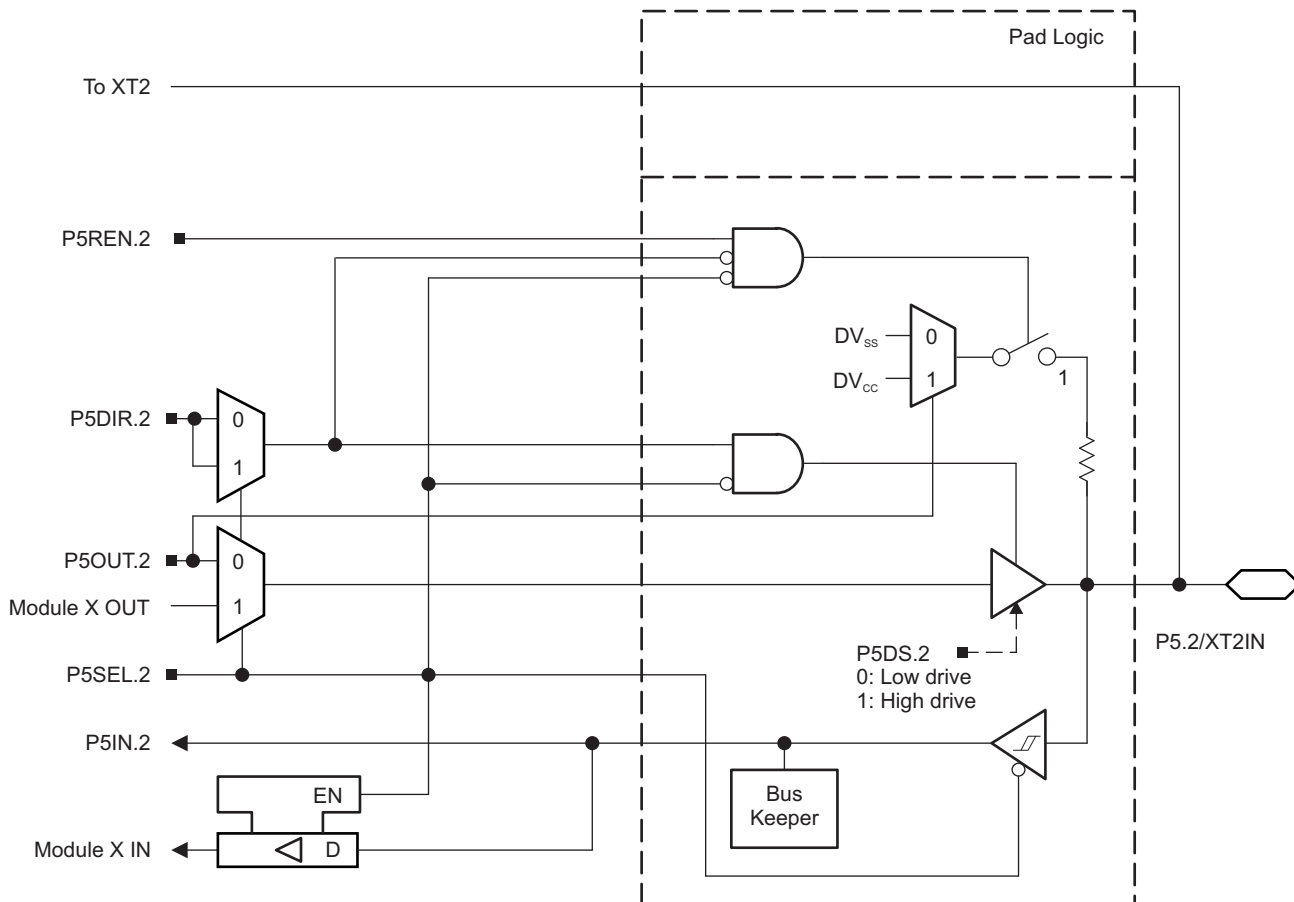 Pad Logic
To XT2
P5REN.2
DVSS
0
DVCC
1
1
P5DIR.2
0
1
P5OUT.2
0
Module X OUT
1
P5SEL.2
P5DS.2
0: Low drive
1: High drive
P5.2/XT2IN
P5IN.2
EN
Bus
Keeper
Module X IN
D